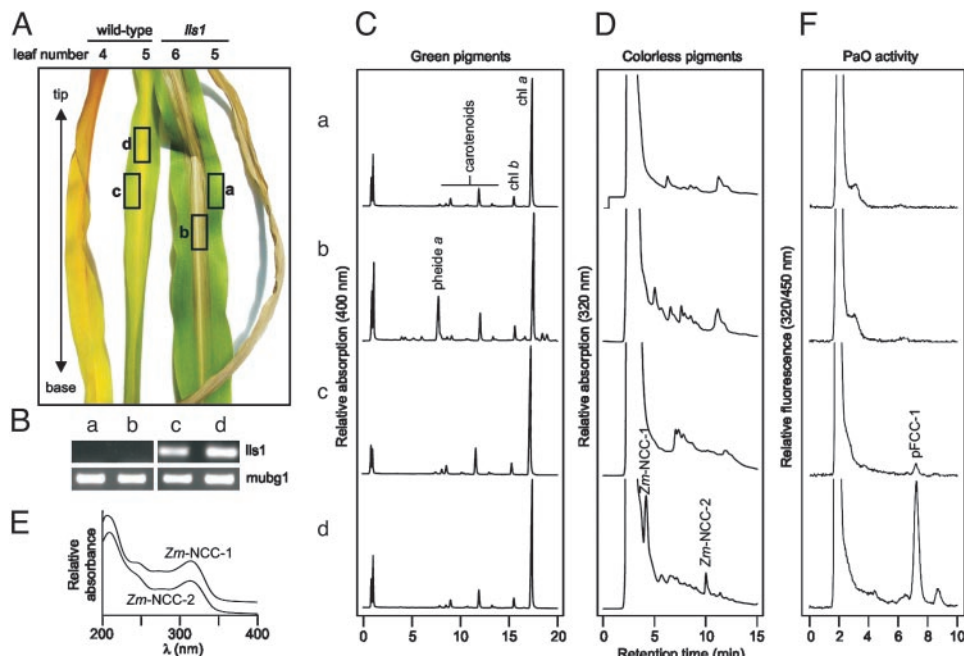 A
wild-type lls1
leaf number 4 5 6 5
tip
base
d
c
a
b
B
a b c d
lls1
mubg1
E
Relative absorbance
Zm-NCC-1
Zm-NCC-2
200 300 400
λ (nm)
C
Green pigments
a
b
c
d
Relative absorption (400 nm)
carotenoids
chl b
chl a
pheide a
0 5 10 15 20
D
Colorless pigments
Relative absorption (320 nm)
Zm-NCC-1
Zm-NCC-2
0 5 10 15
Retention time (min)
F
PaO activity
Relative fluorescence (320/450 nm)
pFCC-1
0 2 4 6 8 10